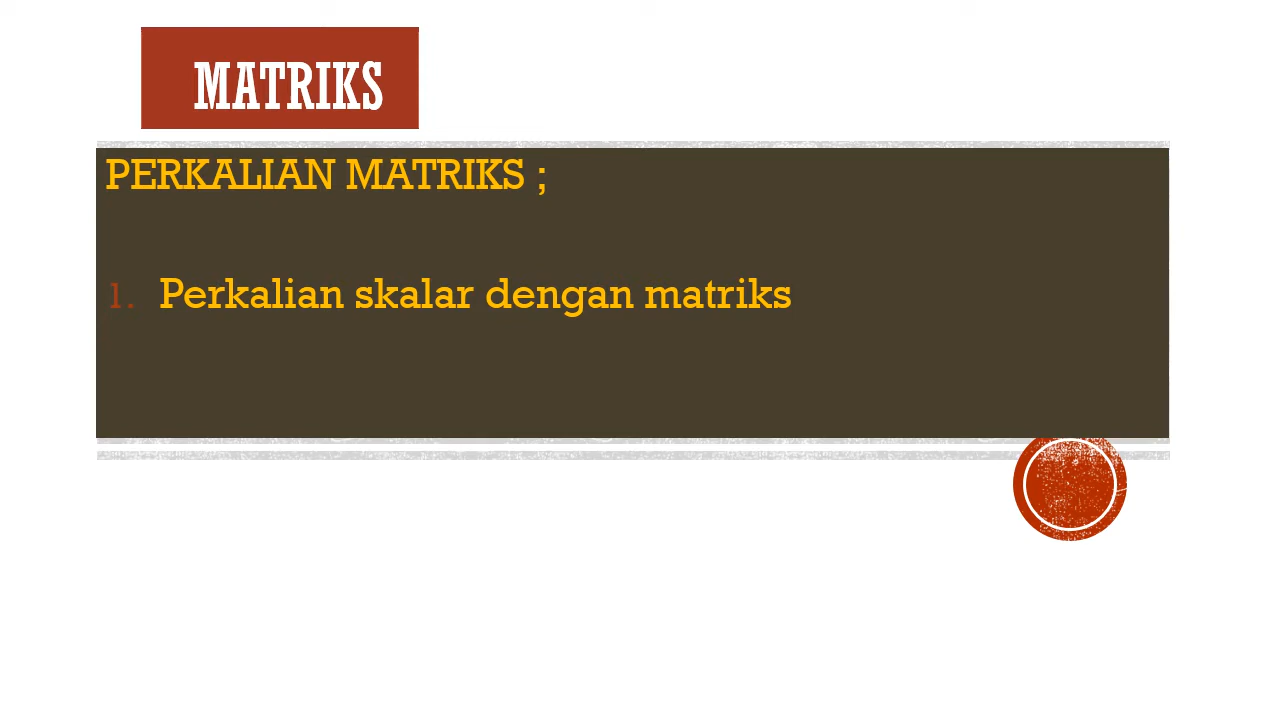 MATRIKS
PERKALIAN MATRIKS ;
1. Perkalian skalar dengan matriks